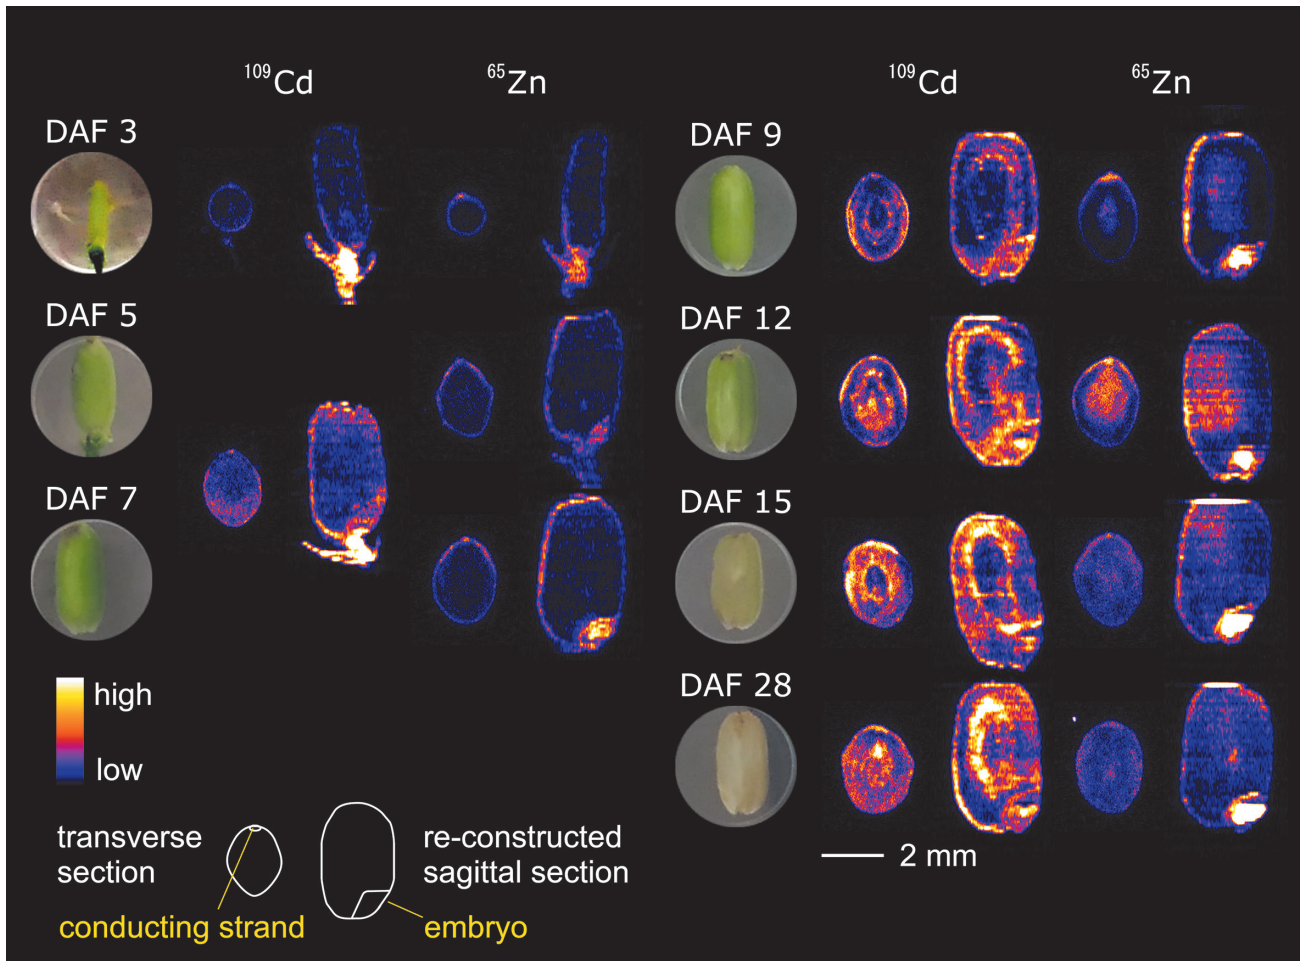 109Cd 65Zn
DAF 3
DAF 5
DAF 7
high
low
transverse
section
conducting strand
re-constructed
sagittal section
embryo
109Cd 65Zn
DAF 9
DAF 12
DAF 15
DAF 28
2 mm